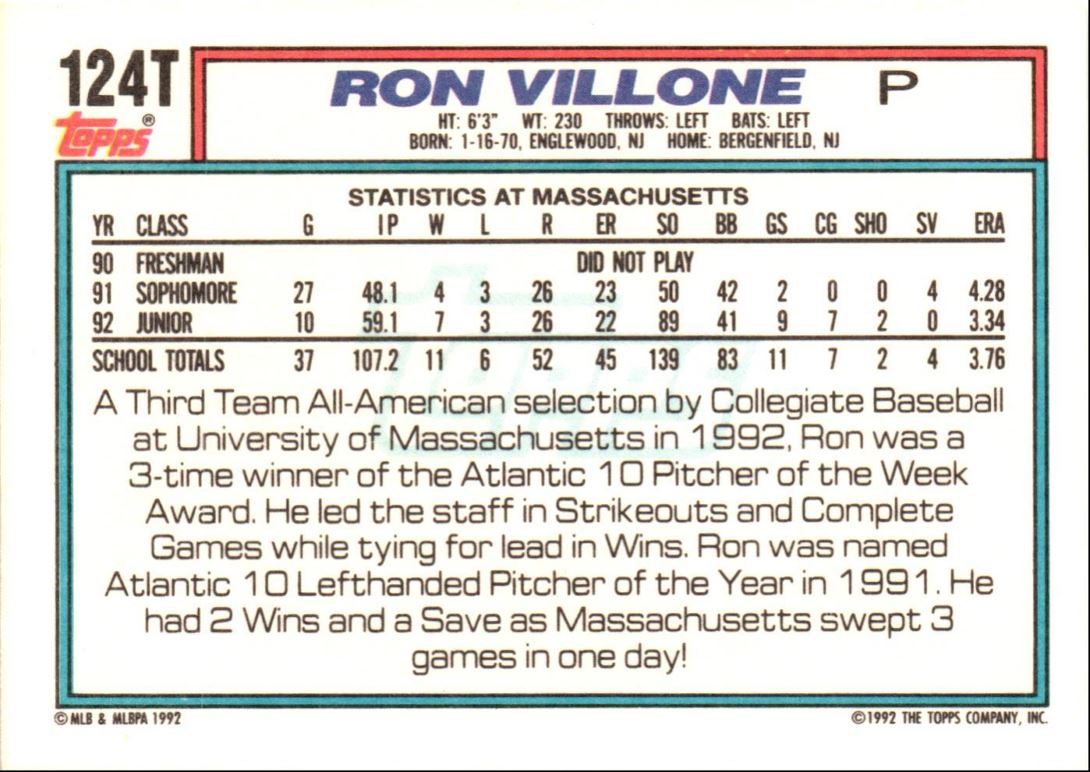 124T
topps®
RON VILLONE P
HT: 6'3" WT: 230 THROWS: LEFT BATS: LEFT
BORN: 1-16-70, ENGLEWOOD, NJ HOME: BERGENFIELD, NJ
STATISTICS AT MASSACHUSETTS
YR CLASS G IP W L R ER SO BB GS CG SHO SV ERA
90 FRESHMAN DID NOT PLAY
91 SOPHOMORE 27 48.1 4 3 26 23 50 42 2 0 0 4 4.28
92 JUNIOR 10 59.1 7 3 26 22 89 41 9 7 2 0 3.34
SCHOOL TOTALS 37 107.2 11 6 52 45 139 83 11 7 2 4 3.76
A Third Team All-American selection by Collegiate Baseball
at University of Massachusetts in 1992, Ron was a
3-time winner of the Atlantic 10 Pitcher of the Week
Award. He led the staff in Strikeouts and Complete
Games while tying for lead in Wins. Ron was named
Atlantic 10 Lefthanded Pitcher of the Year in 1991. He
had 2 Wins and a Save as Massachusetts swept 3
games in one day!
© MLB & MLBPA 1992
©1992 THE TOPPS COMPANY, INC.